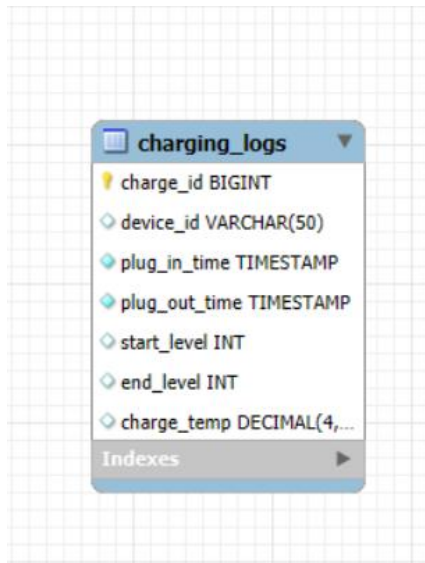 charging_logs
charge_id BIGINT
device_id VARCHAR(50)
plug_in_time TIMESTAMP
plug_out_time TIMESTAMP
start_level INT
end_level INT
charge_temp DECIMAL(4,...
Indexes